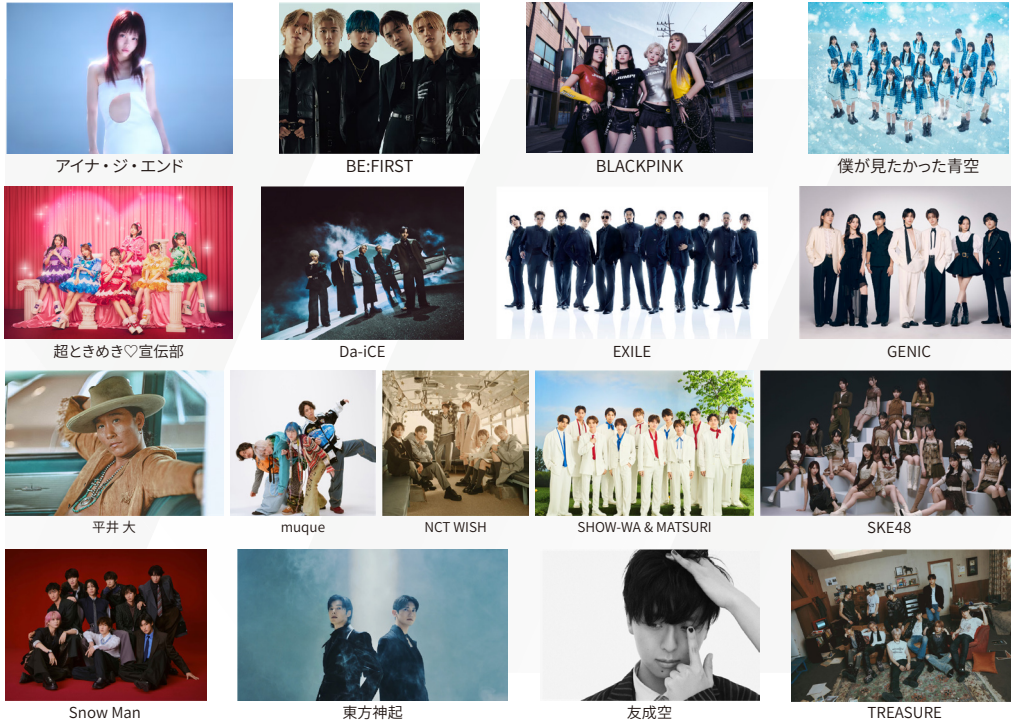 アイナ・ジ・エンド
BE:FIRST
BLACKPINK
僕が見たかった青空
超ときめき♡宣伝部
Da-iCE
EXILE
GENIC
平井 大
muque
NCT WISH
SHOW-WA & MATSURI
SKE48
Snow Man
東方神起
友成空
TREASURE